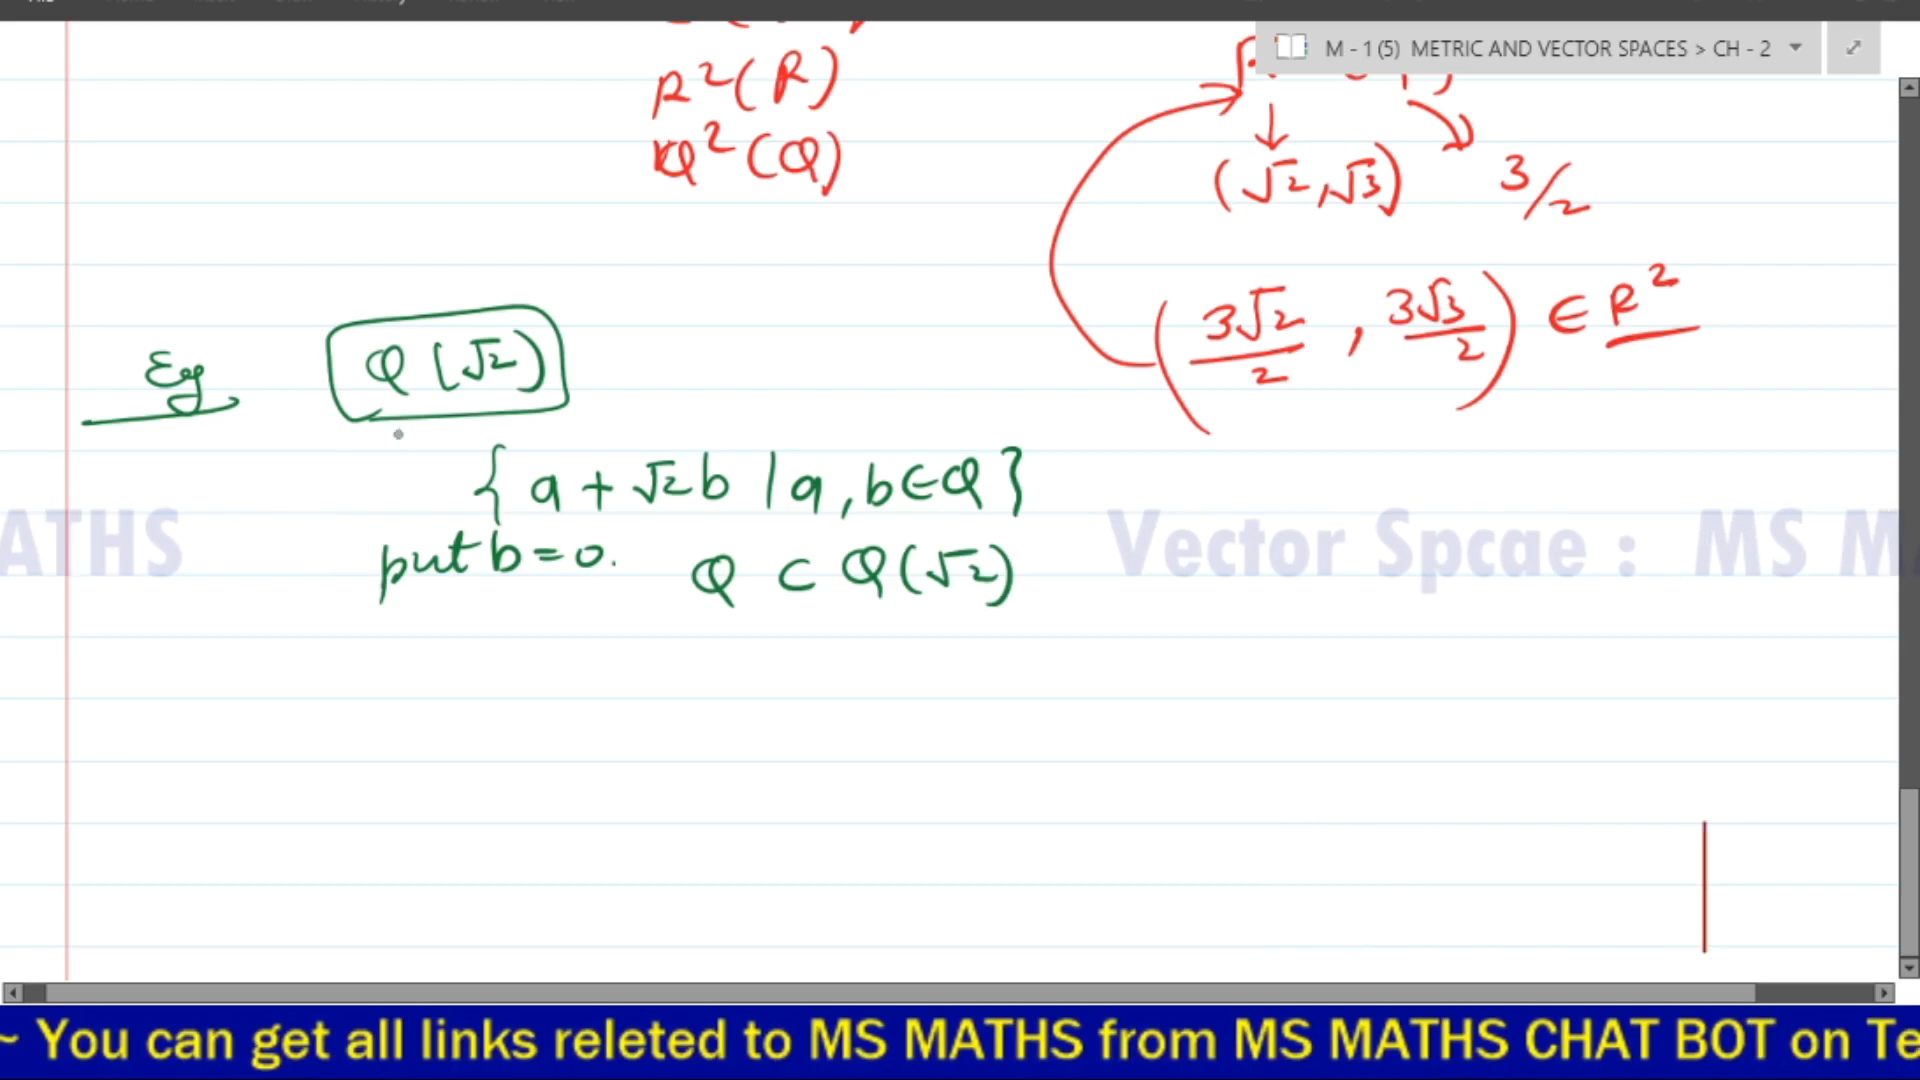 M - 1 (5) METRIC AND VECTOR SPACES > CH - 2
R²(R)
Q²(Q)
(√2,√3) 3/2
(3√2/2 , 3√3/2) ∈ R²
Eg Q(√2)
{ a + √2b | a, b ∈ Q }
put b = 0. Q ⊂ Q(√2)
ATHS Vector Spcae : MS M
~ You can get all links releted to MS MATHS from MS MATHS CHAT BOT on Te